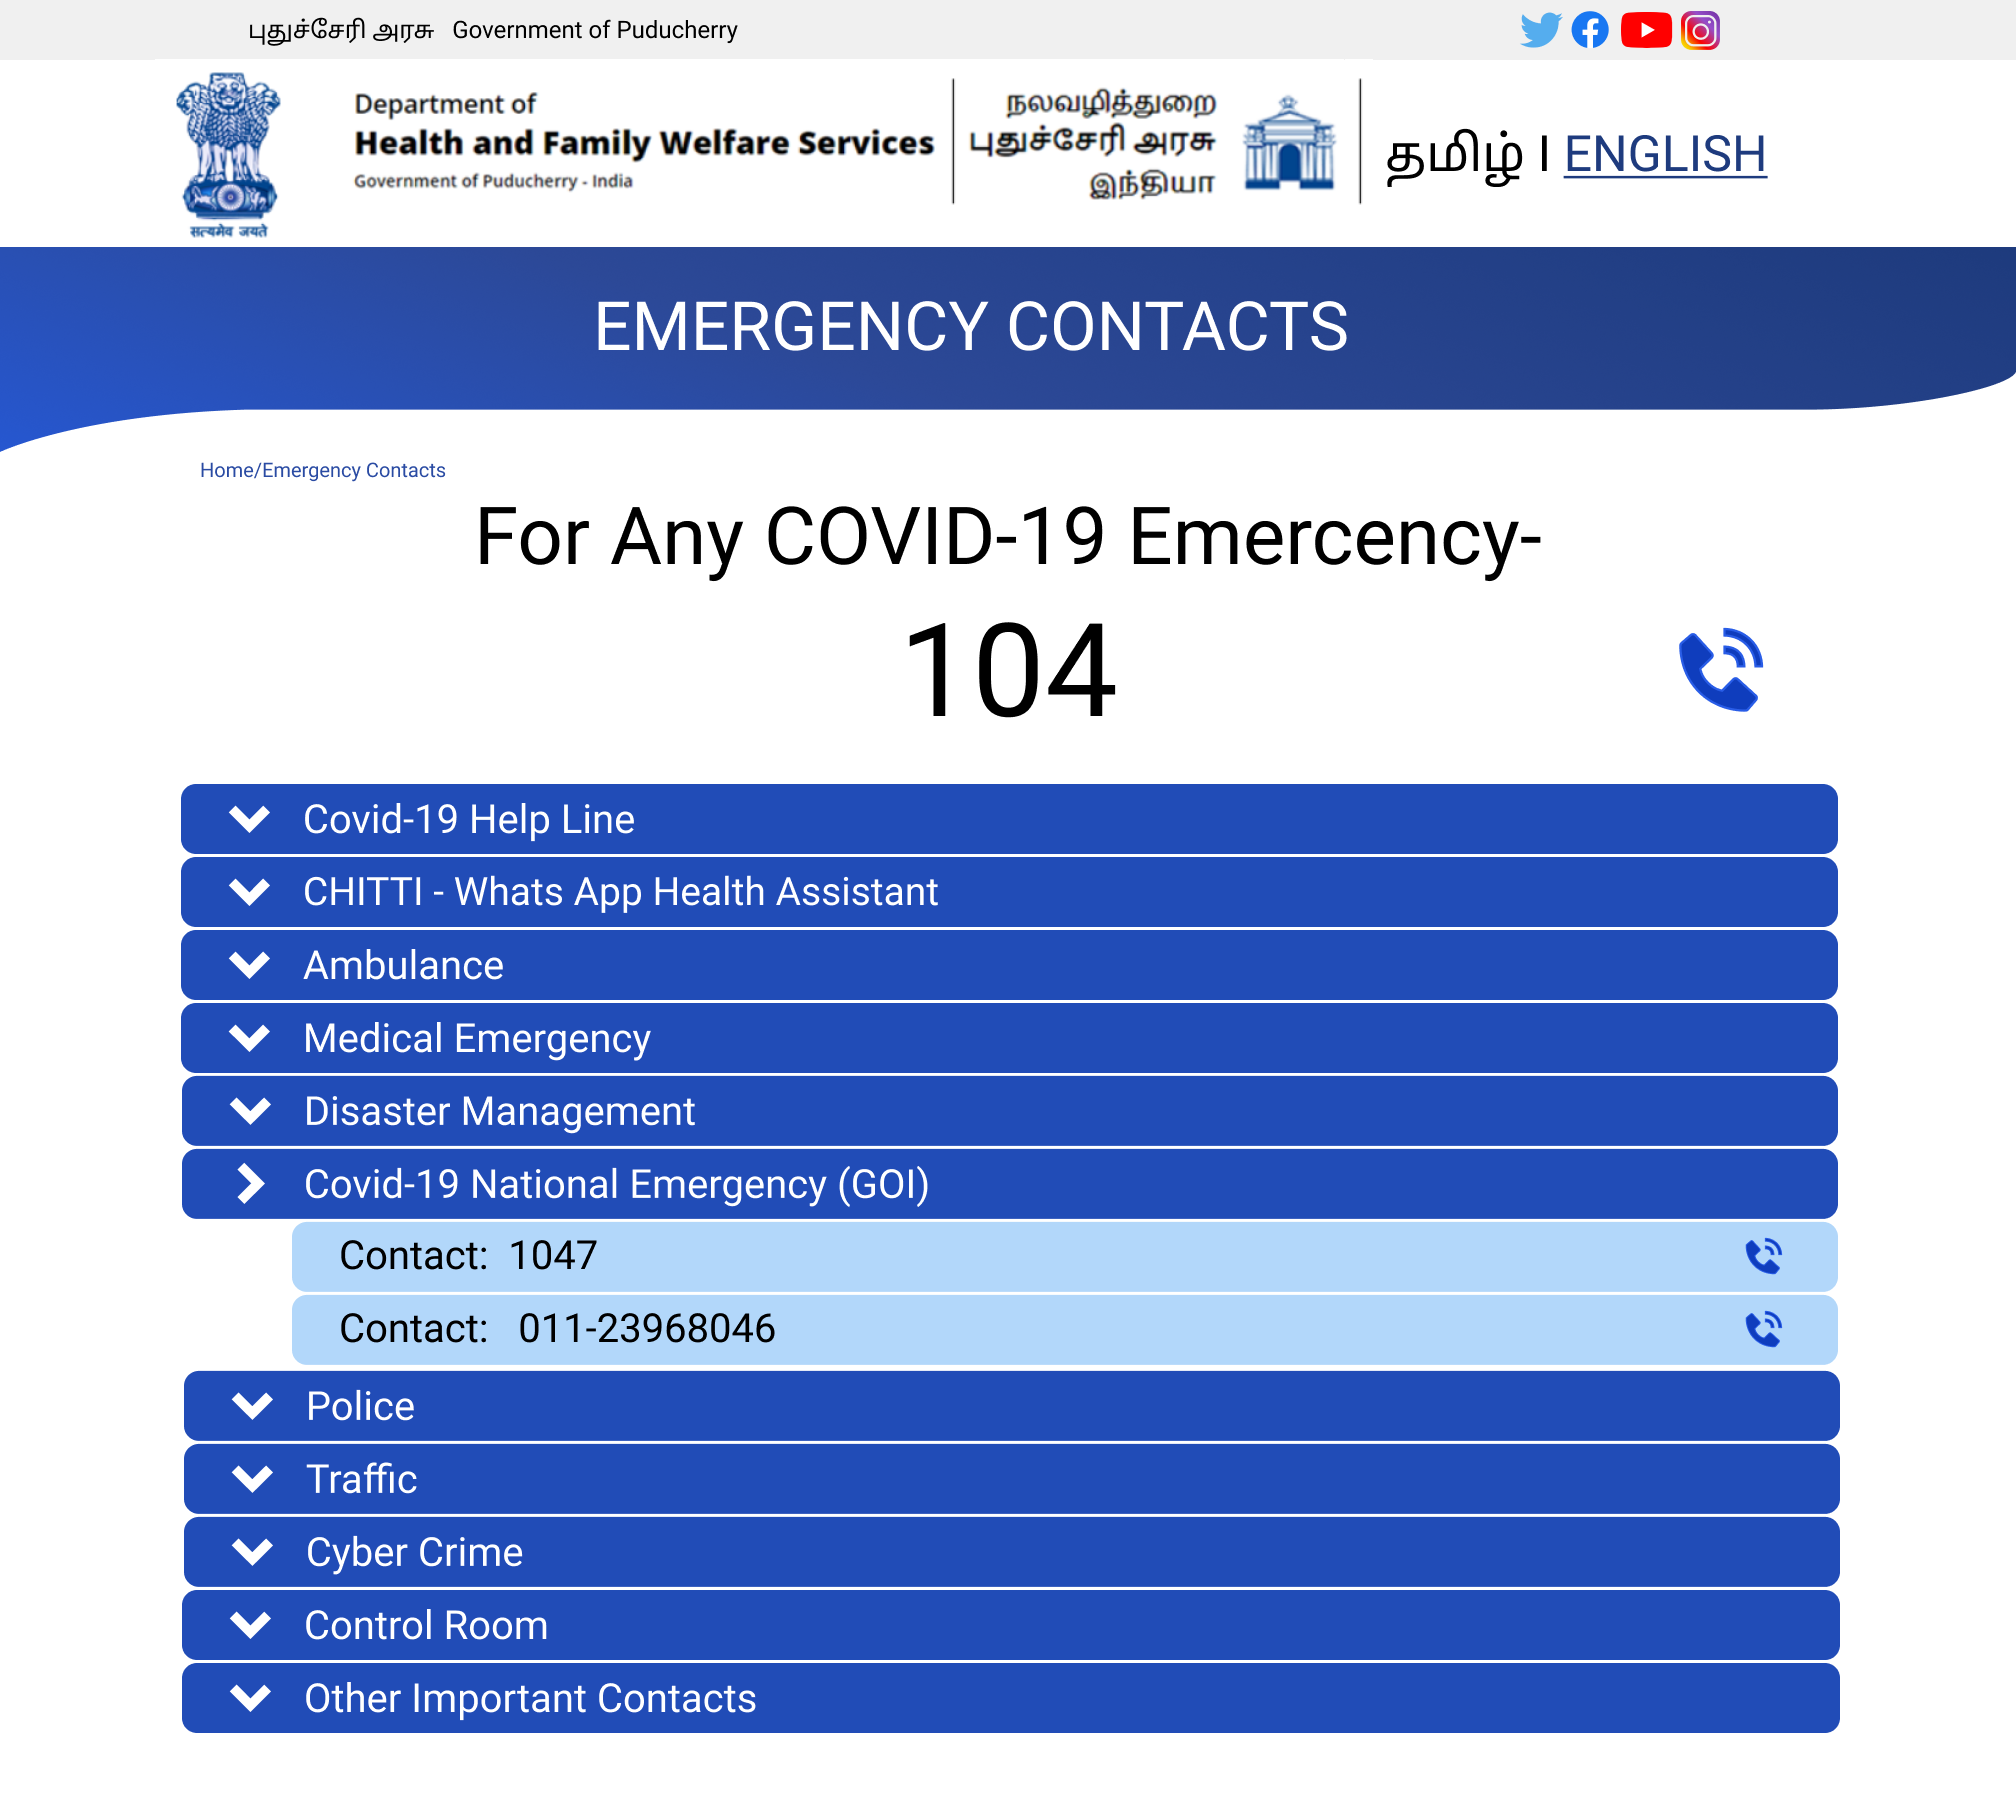 புதுச்சேரி அரசு Government of Puducherry
Department of
Health and Family Welfare Services
Government of Puducherry - India
सत्यमेव जयते
நலவழித்துறை
புதுச்சேரி அரசு
இந்தியா
தமிழ் I ENGLISH
EMERGENCY CONTACTS
Home/Emergency Contacts
For Any COVID-19 Emercency-
104
Covid-19 Help Line
CHITTI - Whats App Health Assistant
Ambulance
Medical Emergency
Disaster Management
Covid-19 National Emergency (GOI)
Contact: 1047
Contact: 011-23968046
Police
Traffic
Cyber Crime
Control Room
Other Important Contacts